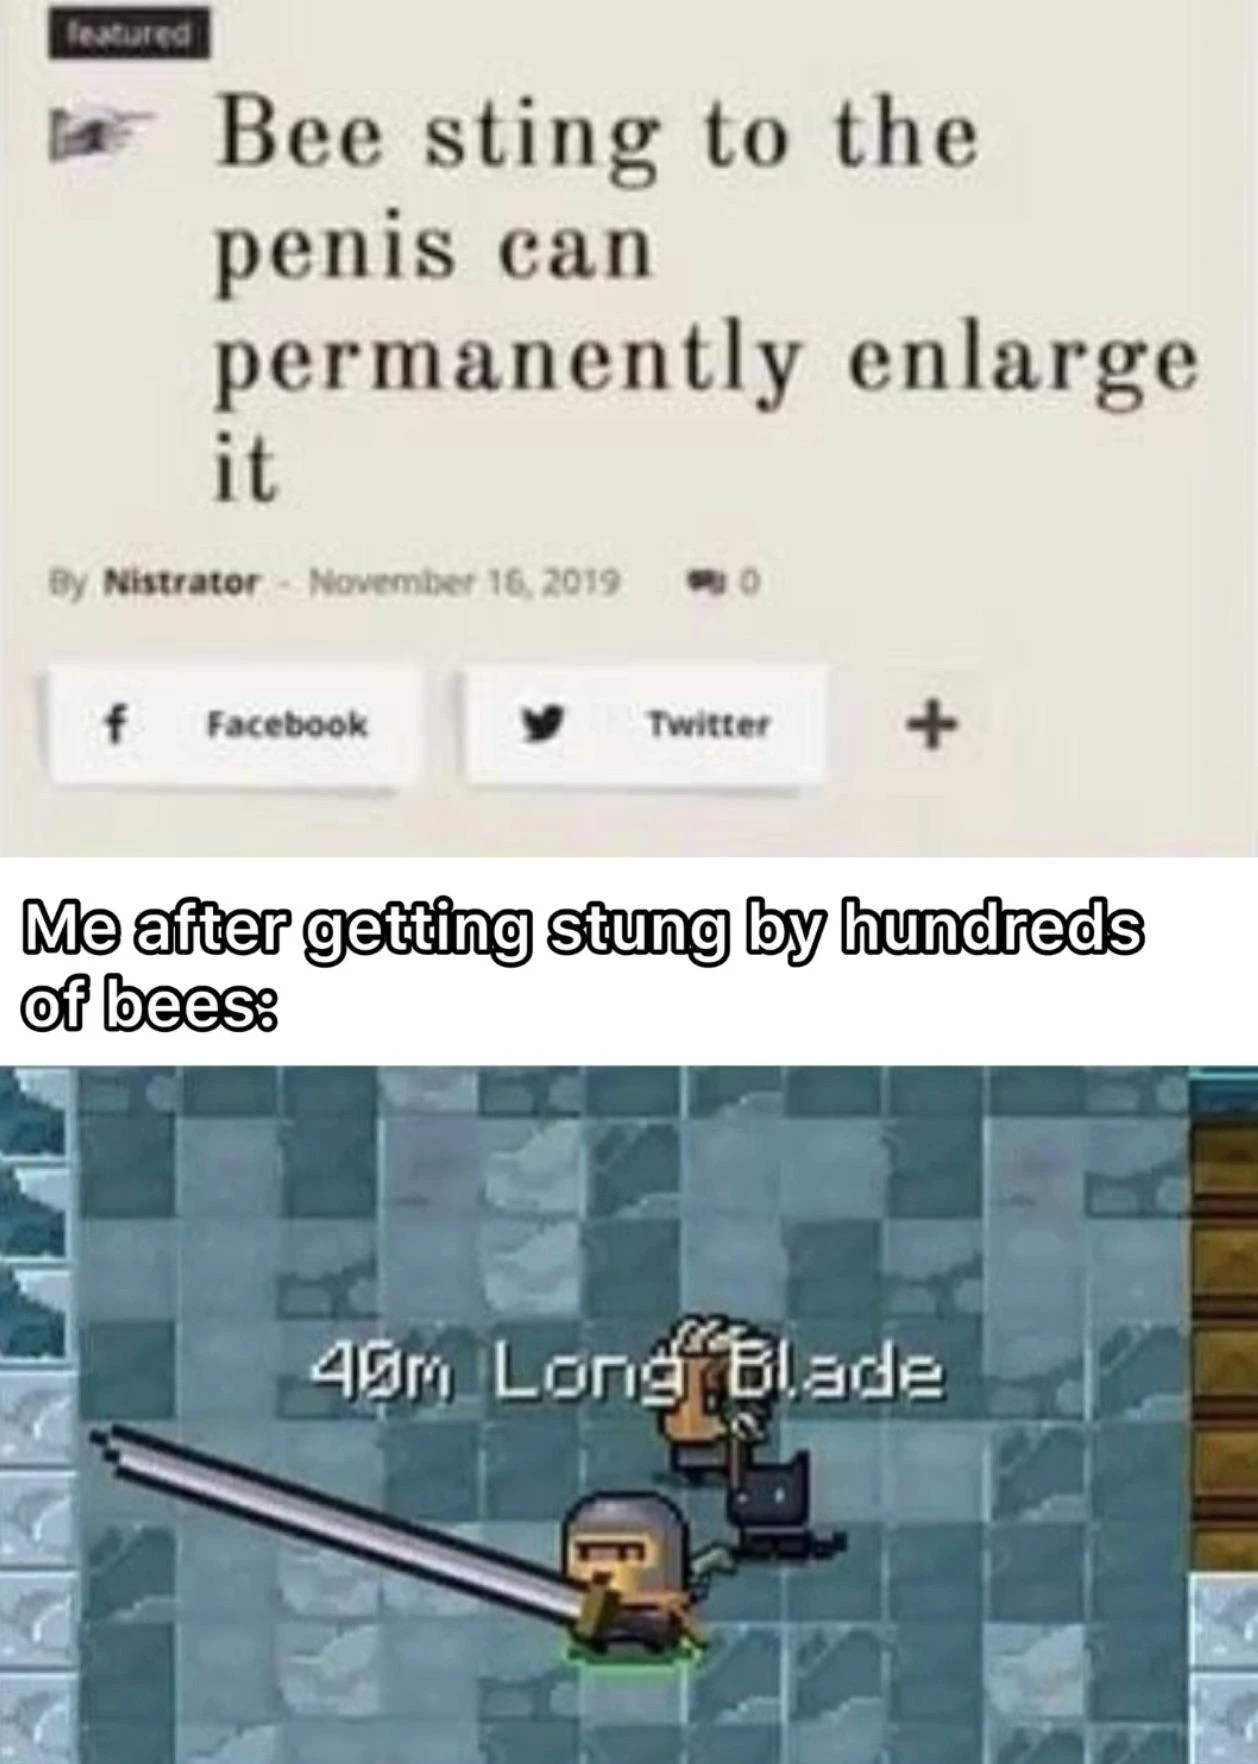 featured
Bee sting to the
penis can
permanently enlarge
it
By Nistrator - November 16, 2019 0
Facebook Twitter +
Me after getting stung by hundreds
of bees:
40m Long Blade